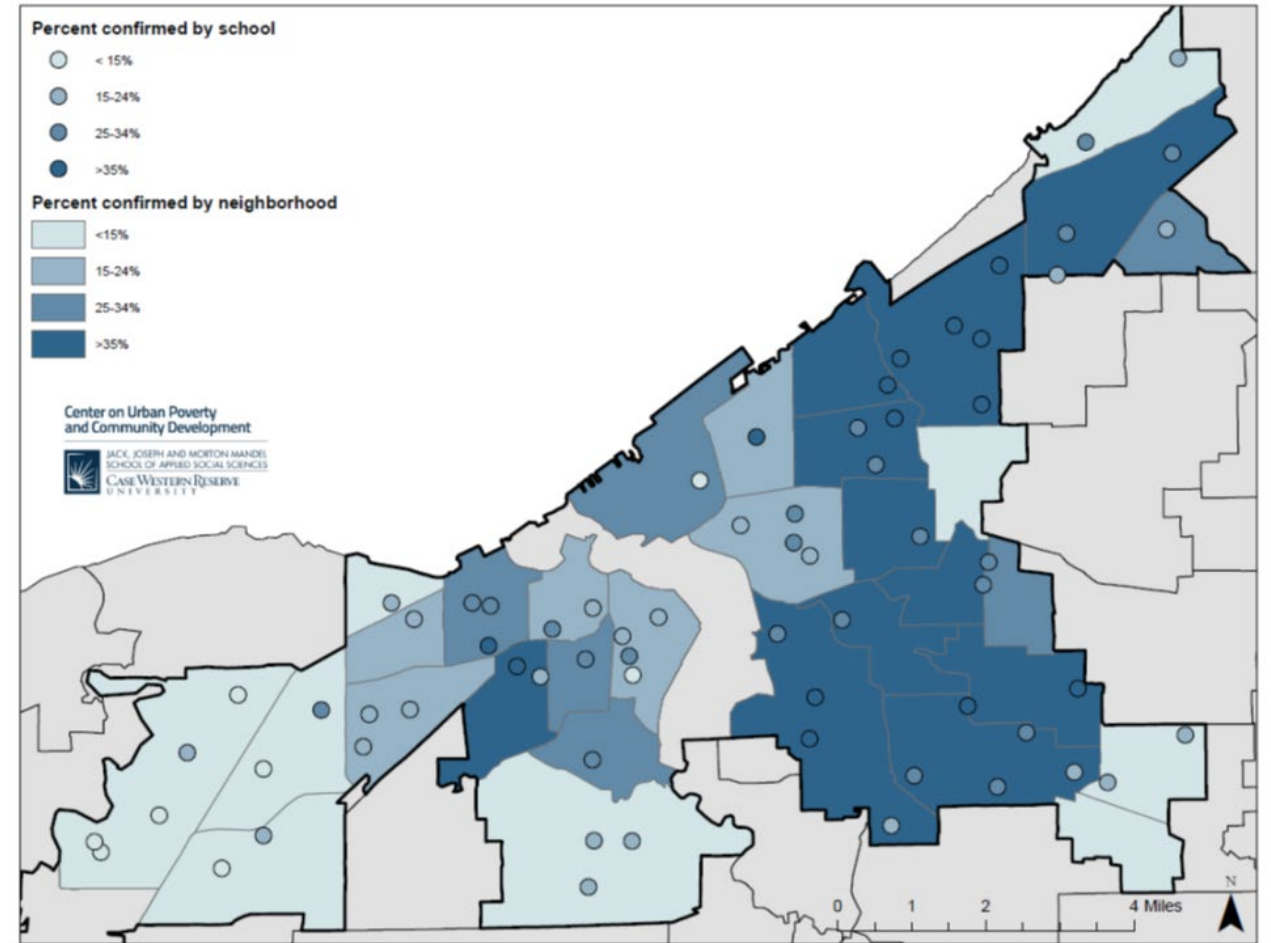 Percent confirmed by school
< 15%
15-24%
25-34%
>35%
Percent confirmed by neighborhood
<15%
15-24%
25-34%
>35%
Center on Urban Poverty
and Community Development
JACK, JOSEPH AND MORTON MANDEL
SCHOOL OF APPLIED SOCIAL SCIENCES
CASE WESTERN RESERVE
UNIVERSITY
N
0 1 2 4 Miles